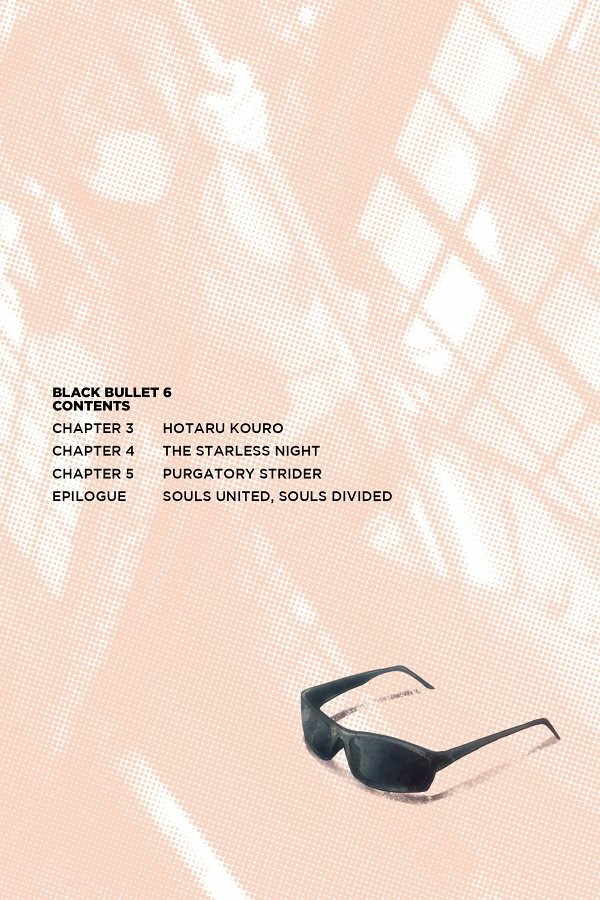 BLACK BULLET 6
CONTENTS
CHAPTER 3 HOTARU KOURO
CHAPTER 4 THE STARLESS NIGHT
CHAPTER 5 PURGATORY STRIDER
EPILOGUE SOULS UNITED, SOULS DIVIDED